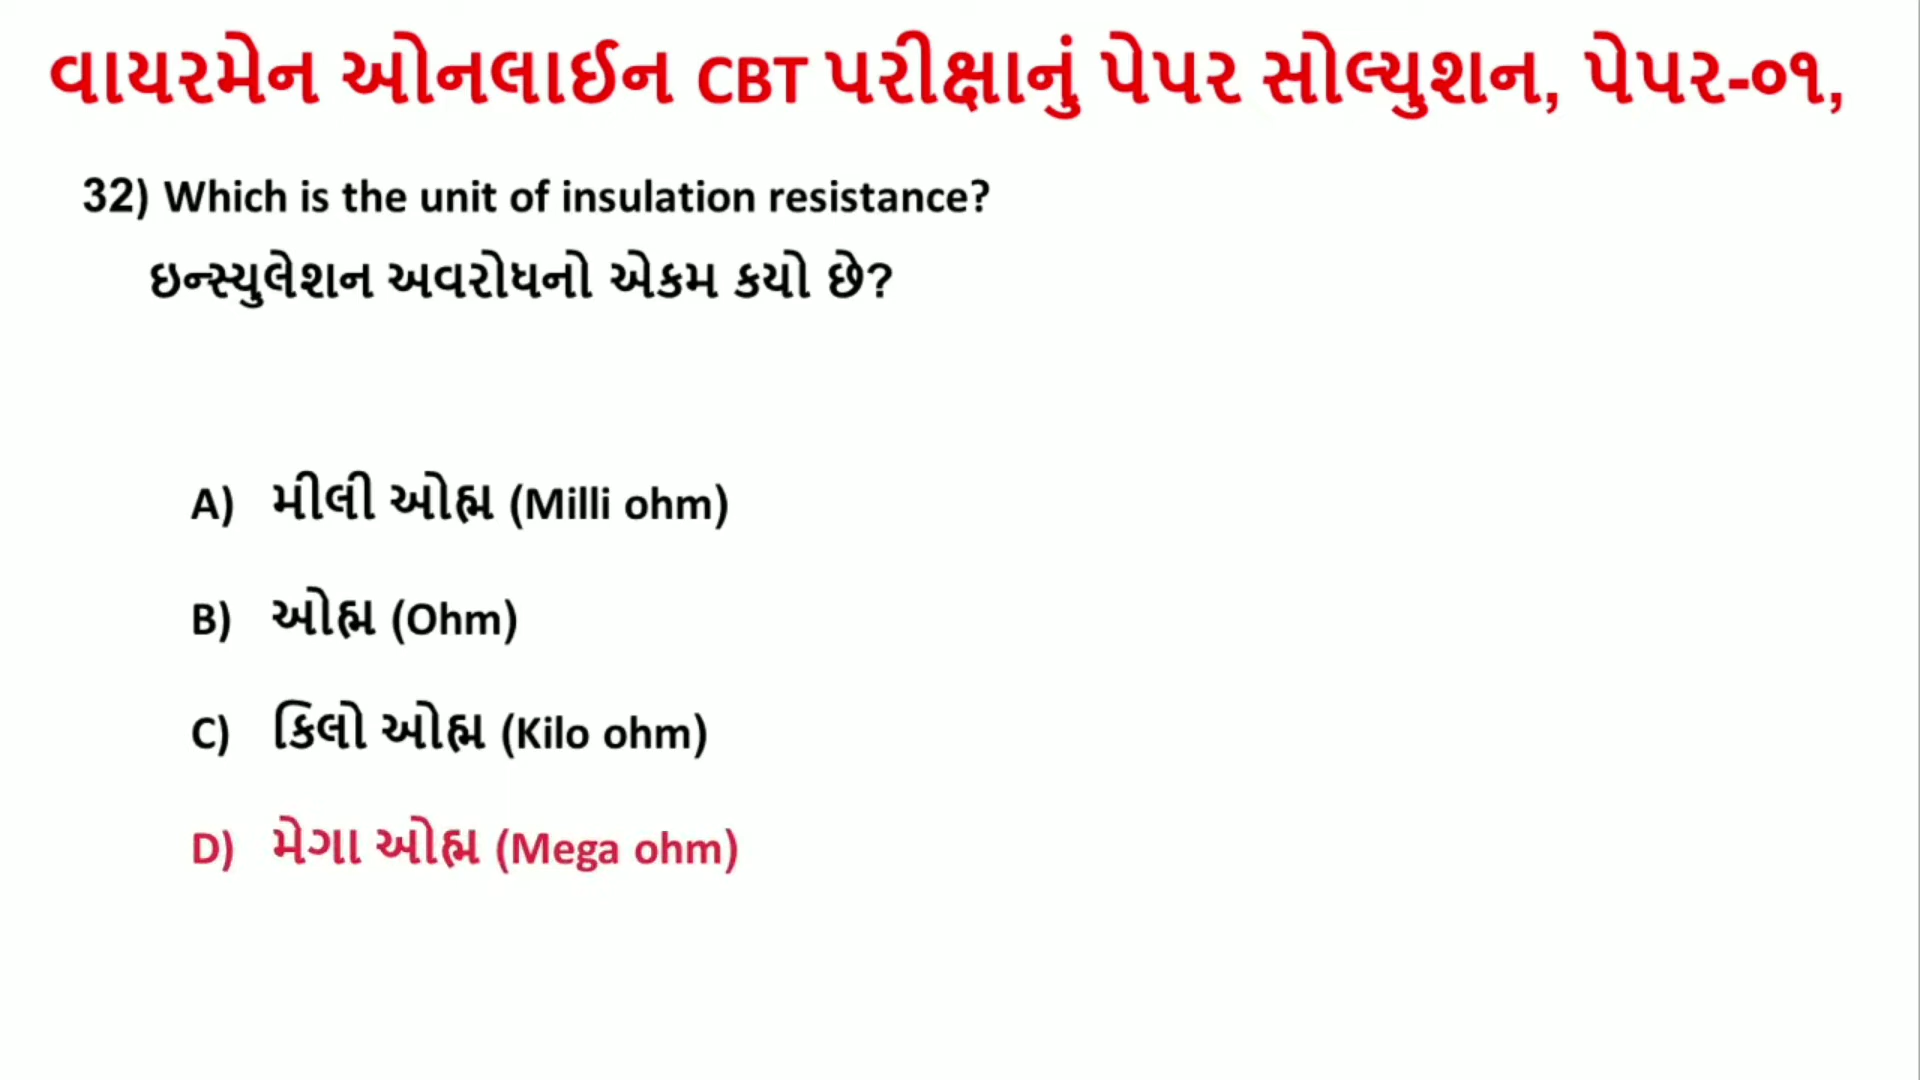 વાયરમેન ઓનલાઈન CBT પરીક્ષાનું પેપર સોલ્યુશન, પેપર-૦૧,
32) Which is the unit of insulation resistance?
ઇન્સ્યુલેશન અવરોધનો એકમ કયો છે?
A) મીલી ઓહ્મ (Milli ohm)
B) ઓહ્મ (Ohm)
C) કિલો ઓહ્મ (Kilo ohm)
D) મેગા ઓહ્મ (Mega ohm)